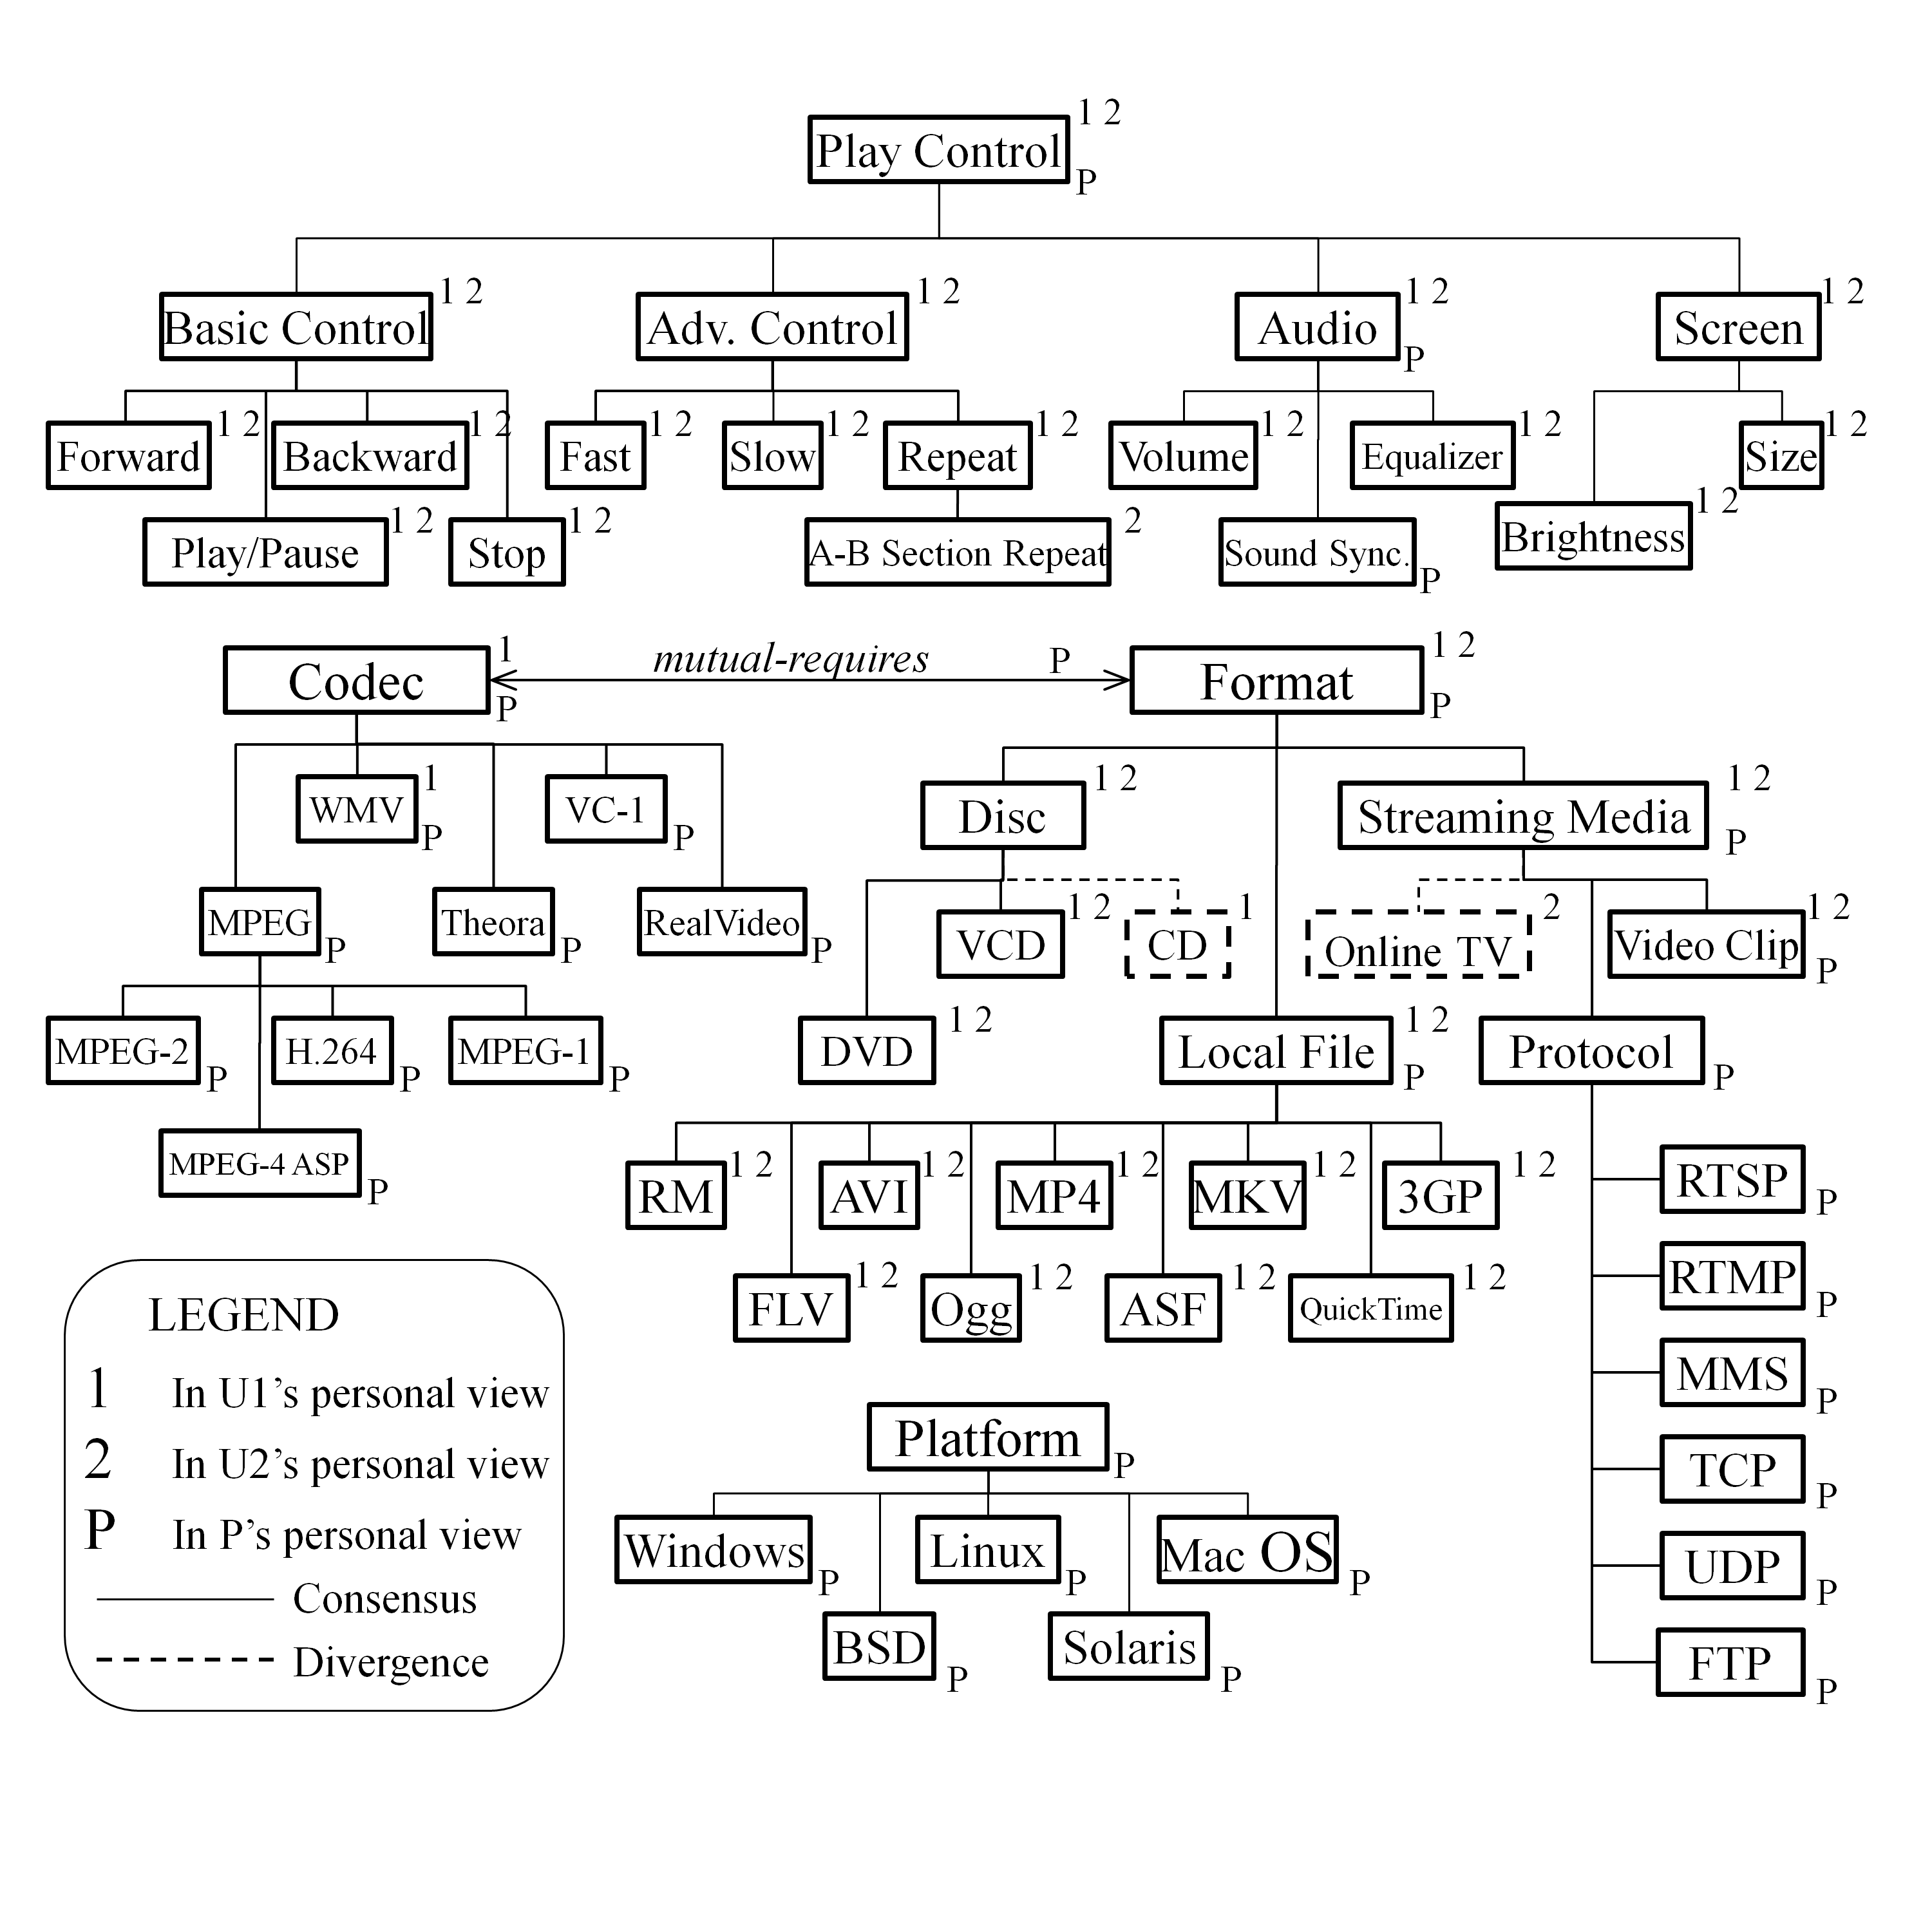 1 2
Play Control
P
1 2
1 2
1 2
1 2
Basic Control
Adv. Control
Audio
Screen
P
1 2
1 2
1 2
1 2
1 2
1 2
1 2
1 2
Forward
Backward
Fast
Slow
Repeat
Volume
Equalizer
Size
1 2
1 2
2
1 2
Play/Pause
Stop
A-B Section Repeat
Sound Sync.
Brightness
P
1
mutual-requires
P
1 2
Codec
Format
P
P
1
1 2
1 2
WMV
VC-1
Disc
Streaming Media
P
P
P
1 2
1
2
1 2
MPEG
Theora
RealVideo
VCD
CD
Online TV
Video Clip
P
P
P
P
1 2
1 2
MPEG-2
H.264
MPEG-1
DVD
Local File
Protocol
P
P
P
P
P
1 2
1 2
1 2
1 2
1 2
MPEG-4 ASP
RM
AVI
MP4
MKV
3GP
RTSP
P
P
1 2
1 2
1 2
1 2
FLV
Ogg
ASF
QuickTime
RTMP
P
MMS
P
Platform
P
TCP
P
Windows
Linux
Mac OS
P
P
P
UDP
P
BSD
Solaris
P
P
FTP
P
LEGEND
1 In U1's personal view
2 In U2's personal view
P In P's personal view
Consensus
Divergence